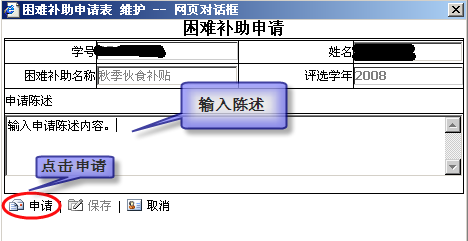 困难补助申请表 维护 -- 网页对话框
困难补助申请
学号 姓名
困难补助名称 秋季伙食补贴 评选学年 2008
申请陈述
输入陈述
输入申请陈述内容。
点击申请
申请 | 保存 | 取消